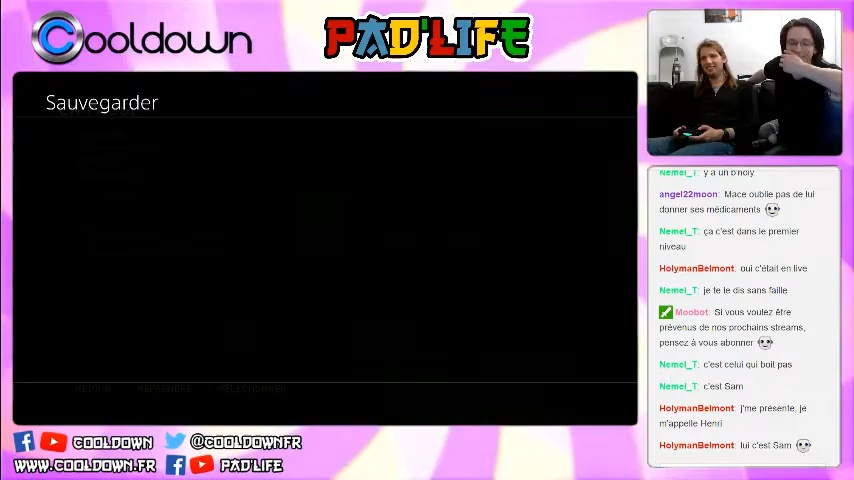 Cooldown
PAD'LIFE
Sauvegarder
REPRENDRE
SÉLECTIONNER
COOLDOWN
@COOLDOWNFR
WWW.COOLDOWN.FR
PAD'LIFE
Nemel_T: y a un b'holy
angel22moon: Mace oublie pas de lui
donner ses médicaments
Nemel_T: ça c'est dans le premier
niveau
HolymanBelmont: oui c'était en live
Nemel_T: je te le dis sans faille
Moobot: Si vous voulez être
prévenus de nos prochains streams,
pensez à vous abonner
Nemel_T: c'est celui qui boit pas
Nemel_T: c'est Sam
HolymanBelmont: j'me présente, je
m'appelle Henri
HolymanBelmont: lui c'est Sam